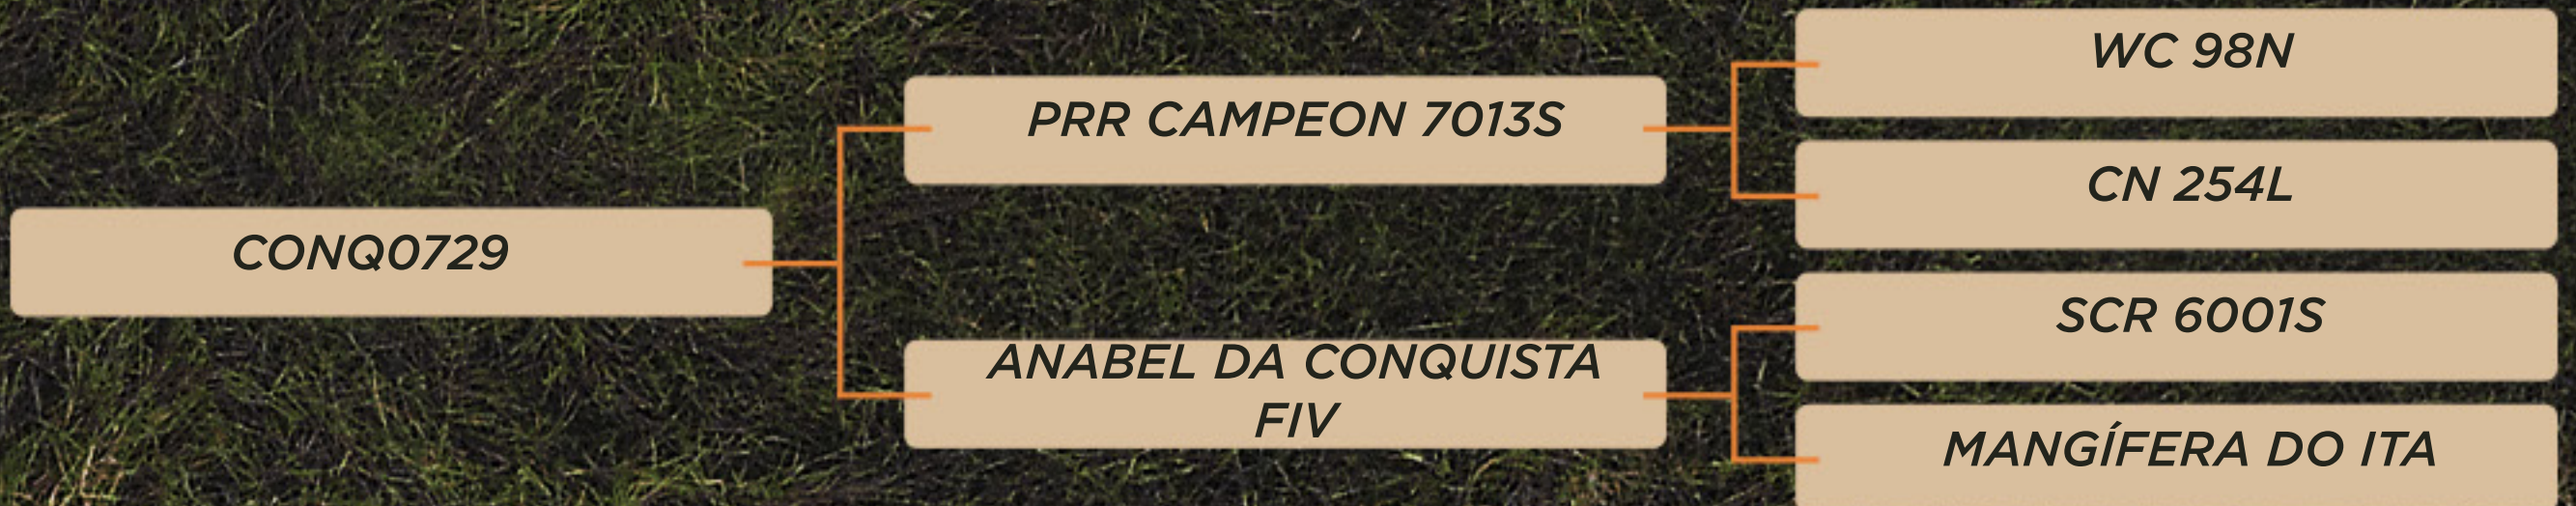 WC 98N
PRR CAMPEON 7013S
CN 254L
CONQ0729
SCR 6001S
ANABEL DA CONQUISTA
FIV
MANGÍFERA DO ITA